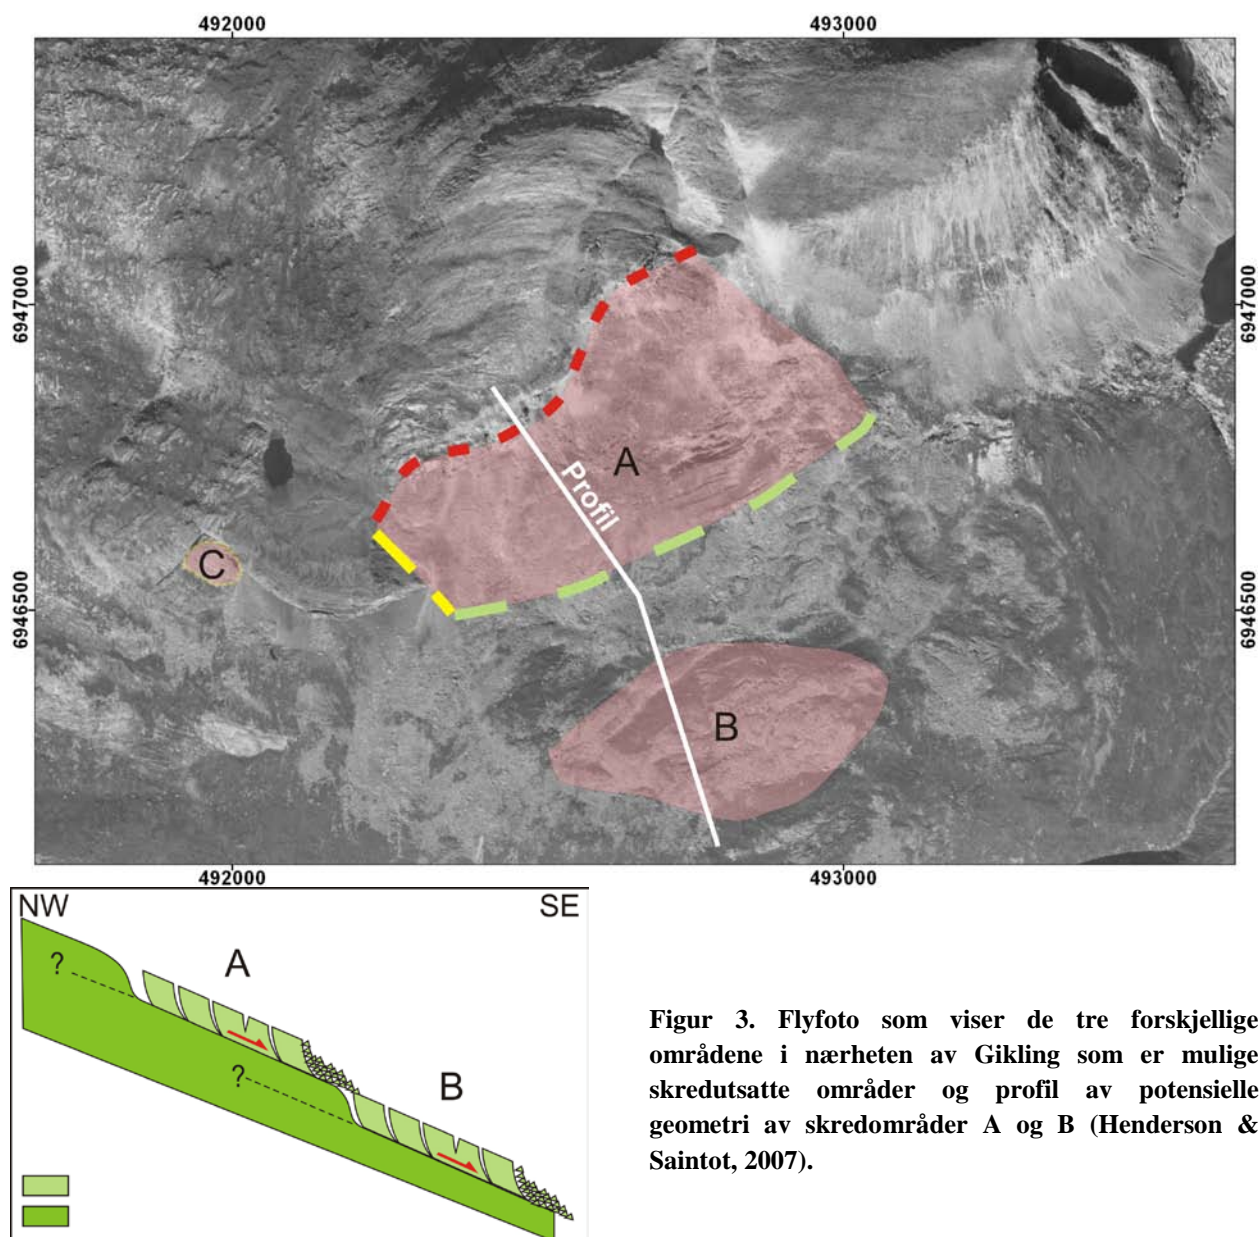 492000 493000
6947000 6947000
A
Profil
C
6946500 6946500
B
492000 493000
NW SE
A
?
?
B
Figur 3. Flyfoto som viser de tre forskjellige
områdene i nærheten av Gikling som er mulige
skredutsatte områder og profil av potensielle
geometri av skredområder A og B (Henderson &
Saintot, 2007).